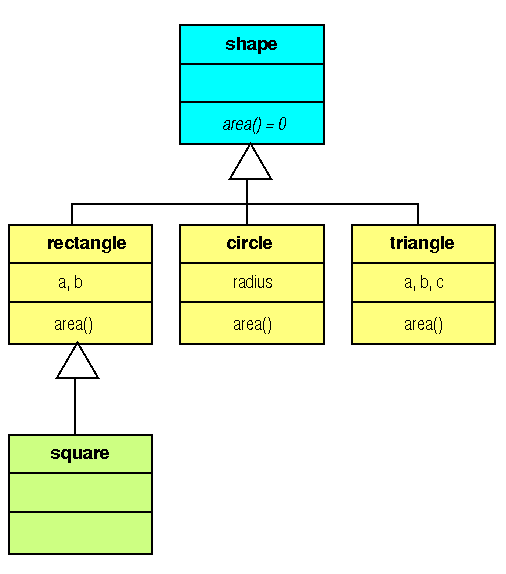 shape
area() = 0
rectangle
a, b
area()
circle
radius
area()
triangle
a, b, c
area()
square